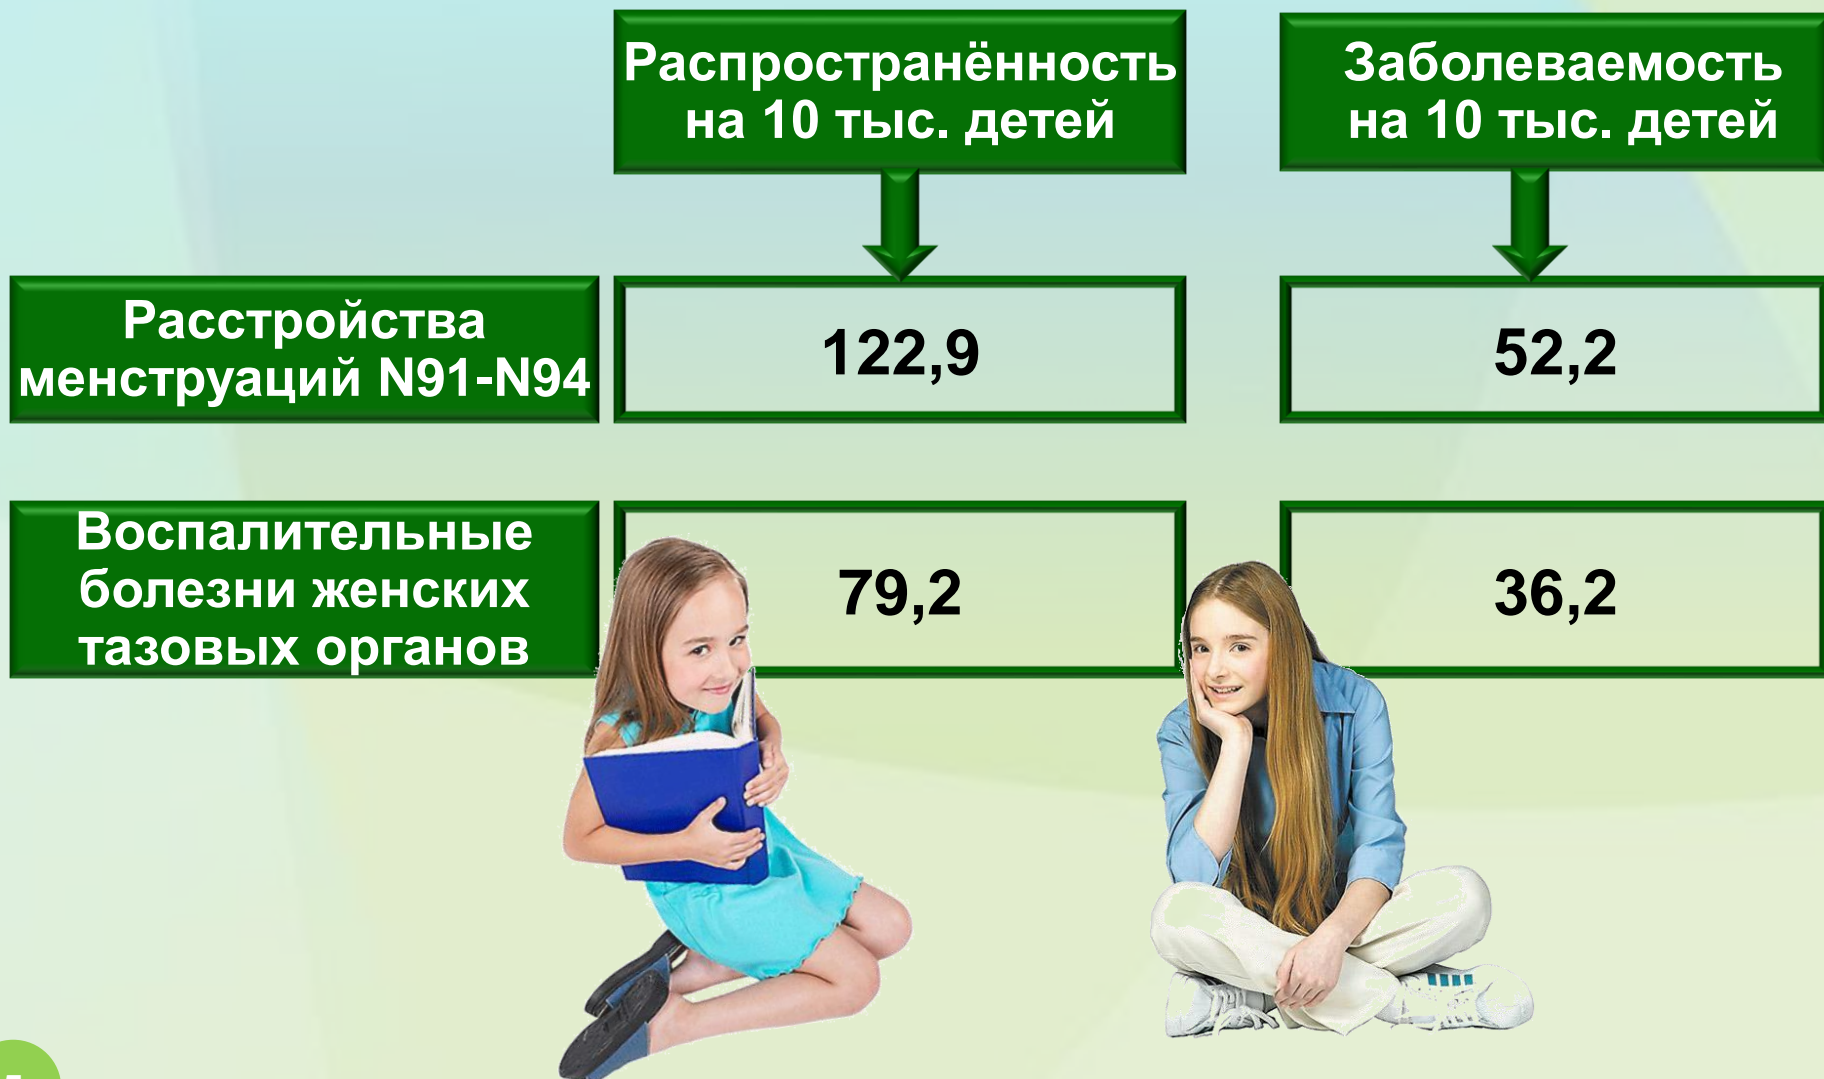 Распространённость
на 10 тыс. детей
Заболеваемость
на 10 тыс. детей
Расстройства
менструаций N91-N94
122,9
52,2
Воспалительные
болезни женских
тазовых органов
79,2
36,2